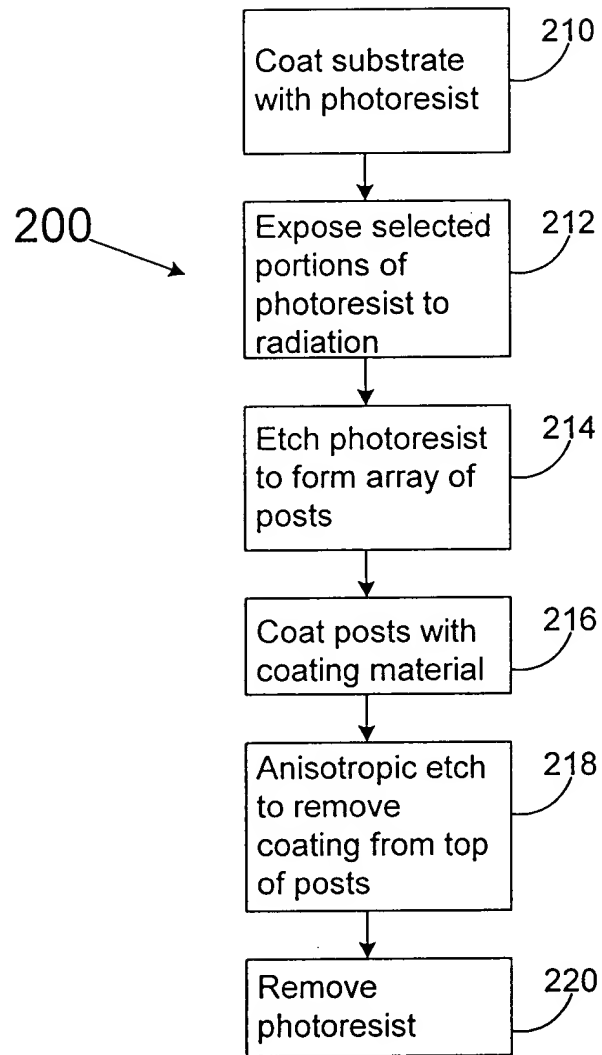 210
Coat substrate
with photoresist
200
212
Expose selected
portions of
photoresist to
radiation
214
Etch photoresist
to form array of
posts
216
Coat posts with
coating material
218
Anisotropic etch
to remove
coating from top
of posts
220
Remove
photoresist